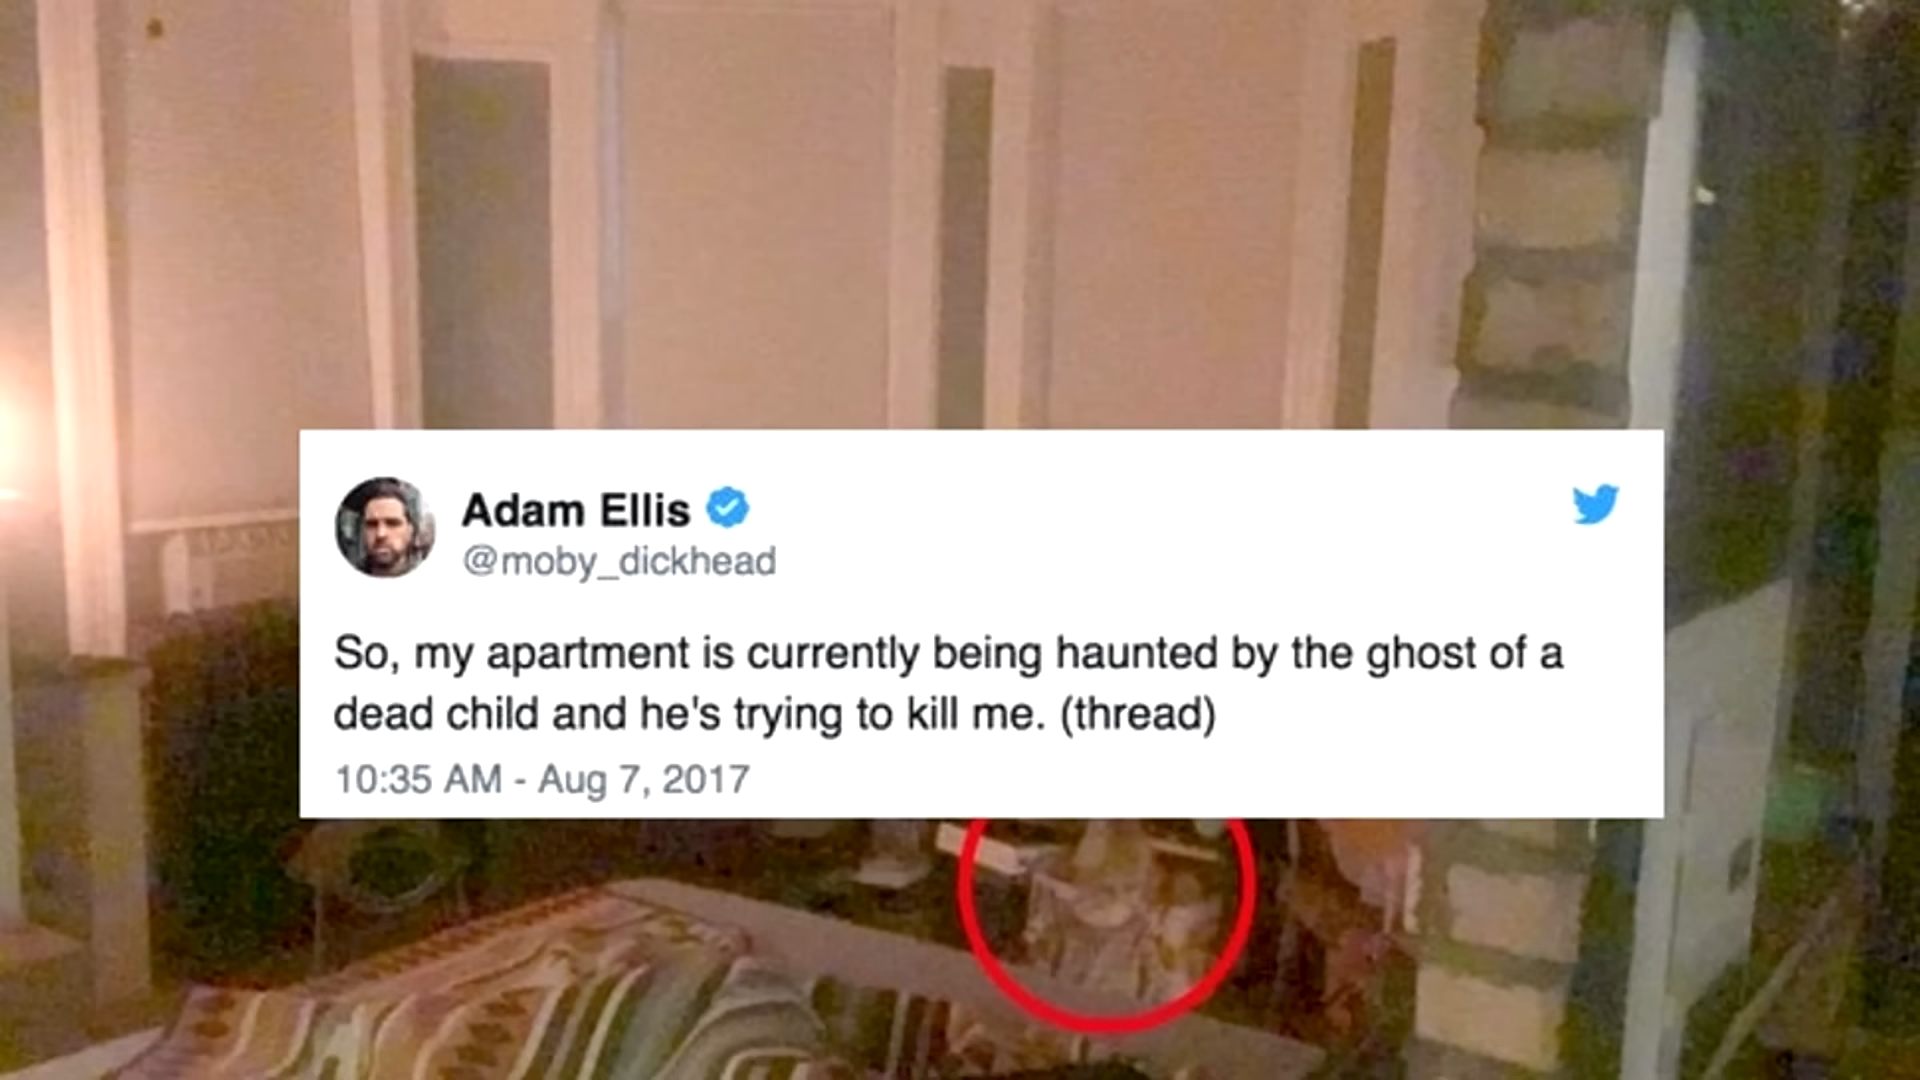 Adam Ellis
@moby_dickhead
So, my apartment is currently being haunted by the ghost of a
dead child and he's trying to kill me. (thread)
10:35 AM - Aug 7, 2017